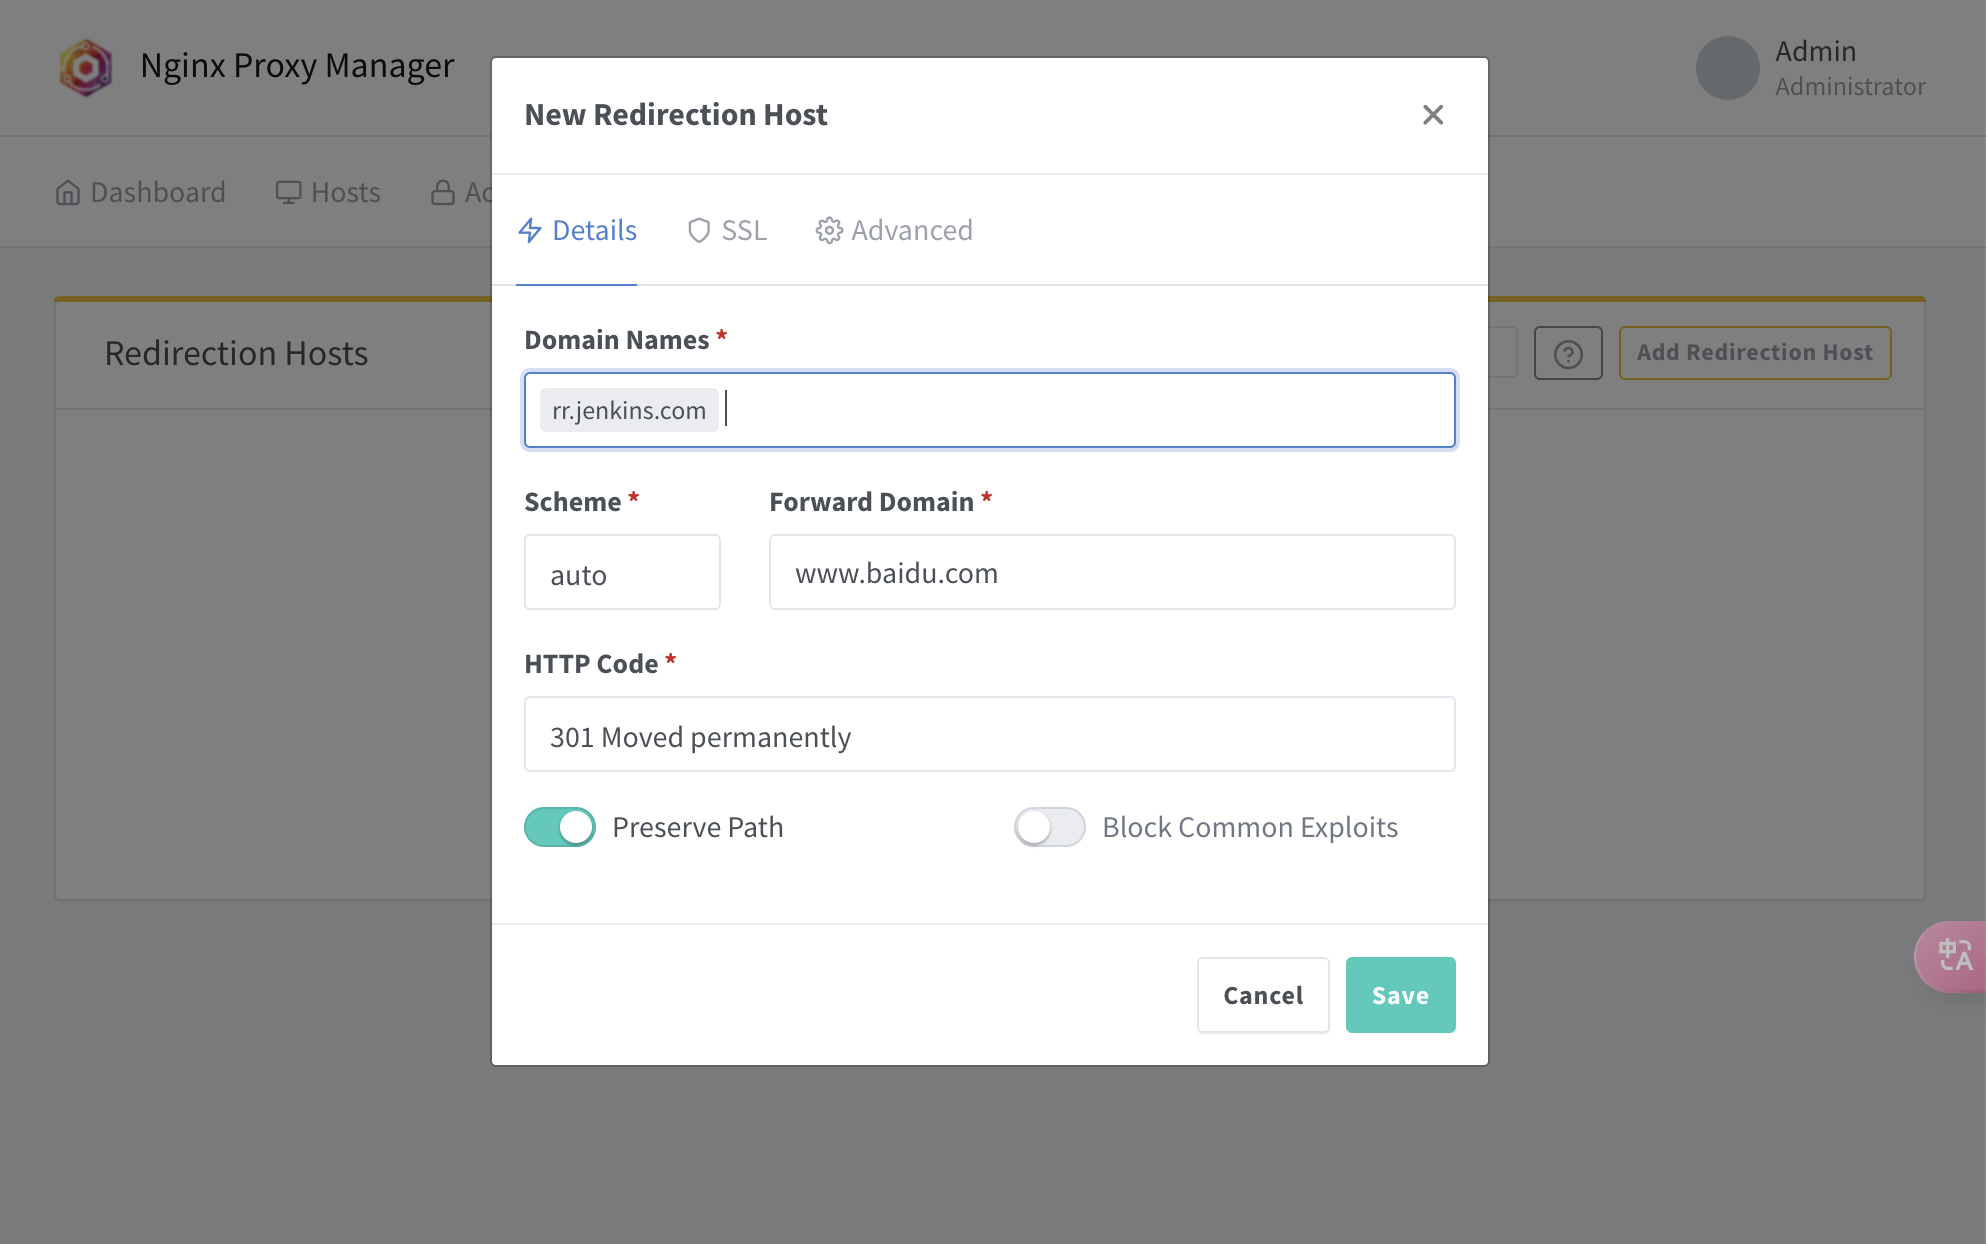 Nginx Proxy Manager
Admin
Administrator
Dashboard
Hosts
Ac
Redirection Hosts
Add Redirection Host
New Redirection Host
Details
SSL
Advanced
Domain Names *
rr.jenkins.com
Scheme *
Forward Domain *
auto
www.baidu.com
HTTP Code *
301 Moved permanently
Preserve Path
Block Common Exploits
Cancel
Save
中A